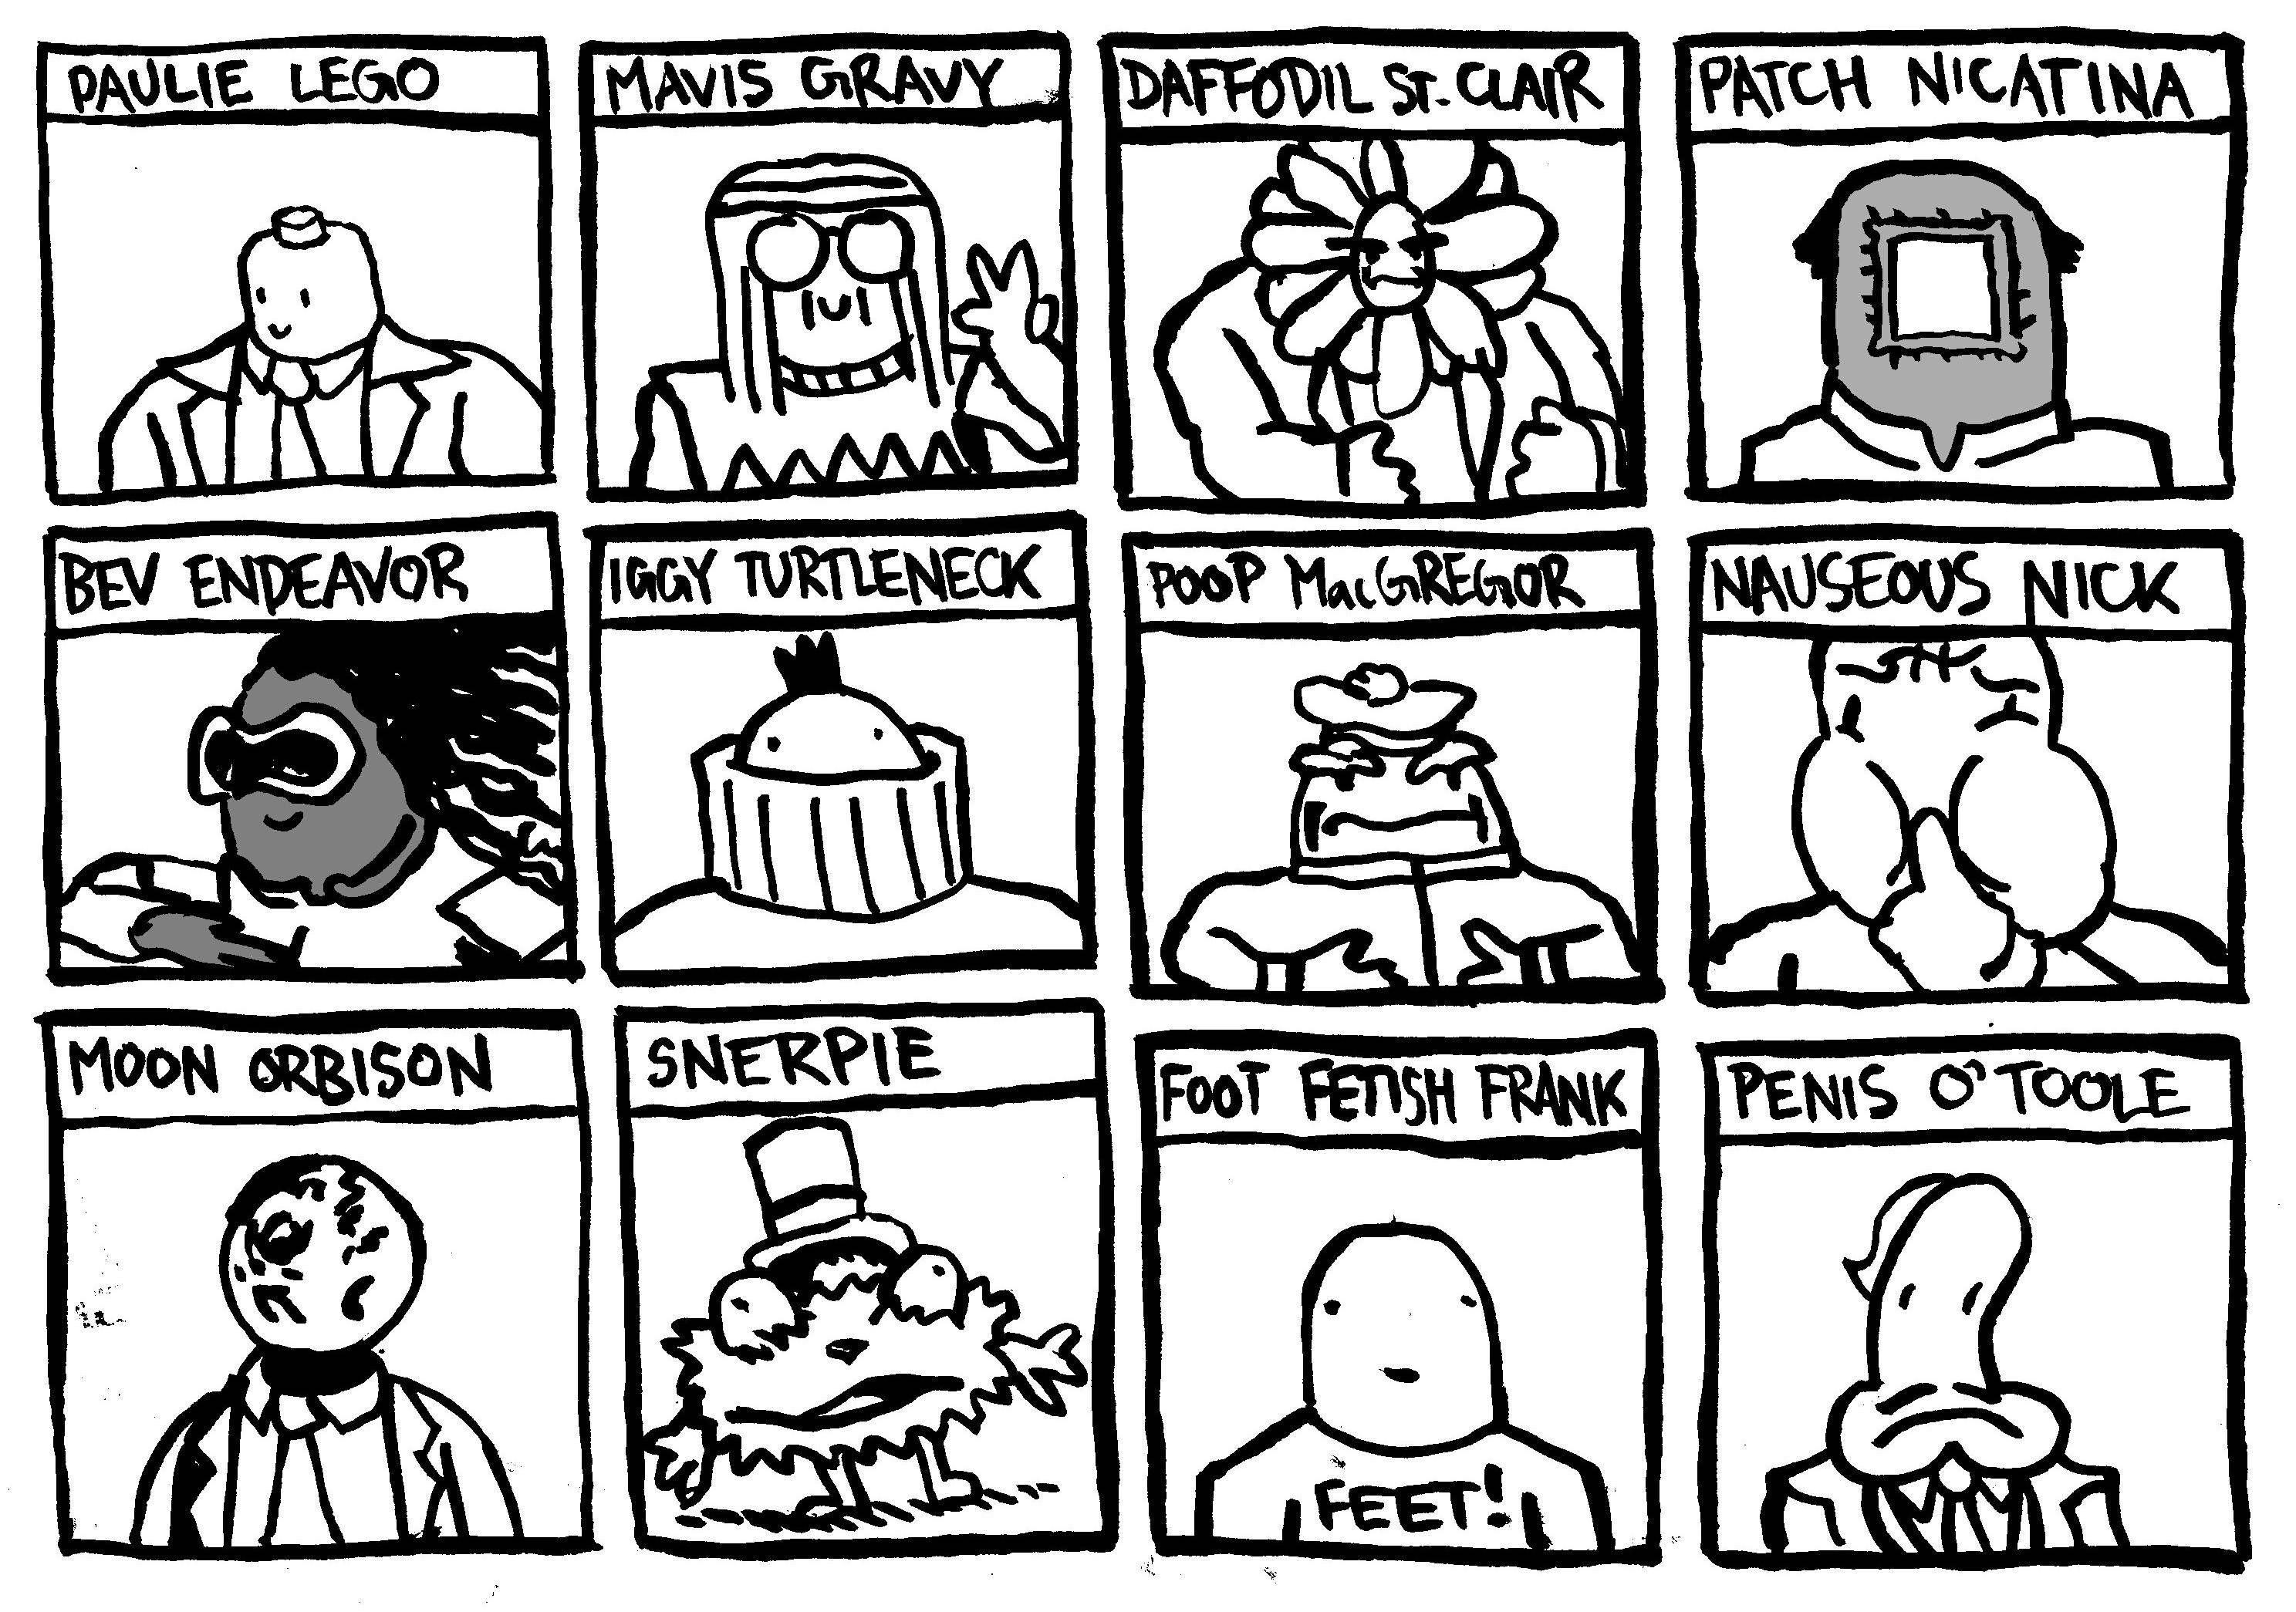 PAULIE LEGO
MAVIS GRAVY
DAFFODIL ST. CLAIR
PATCH NICATINA
BEV ENDEAVOR
IGGY TURTLENECK
POOP MacGREGOR
NAUSEOUS NICK
MOON ORBISON
SNERPIE
FOOT FETISH FRANK
FEET!
PENIS O'TOOLE